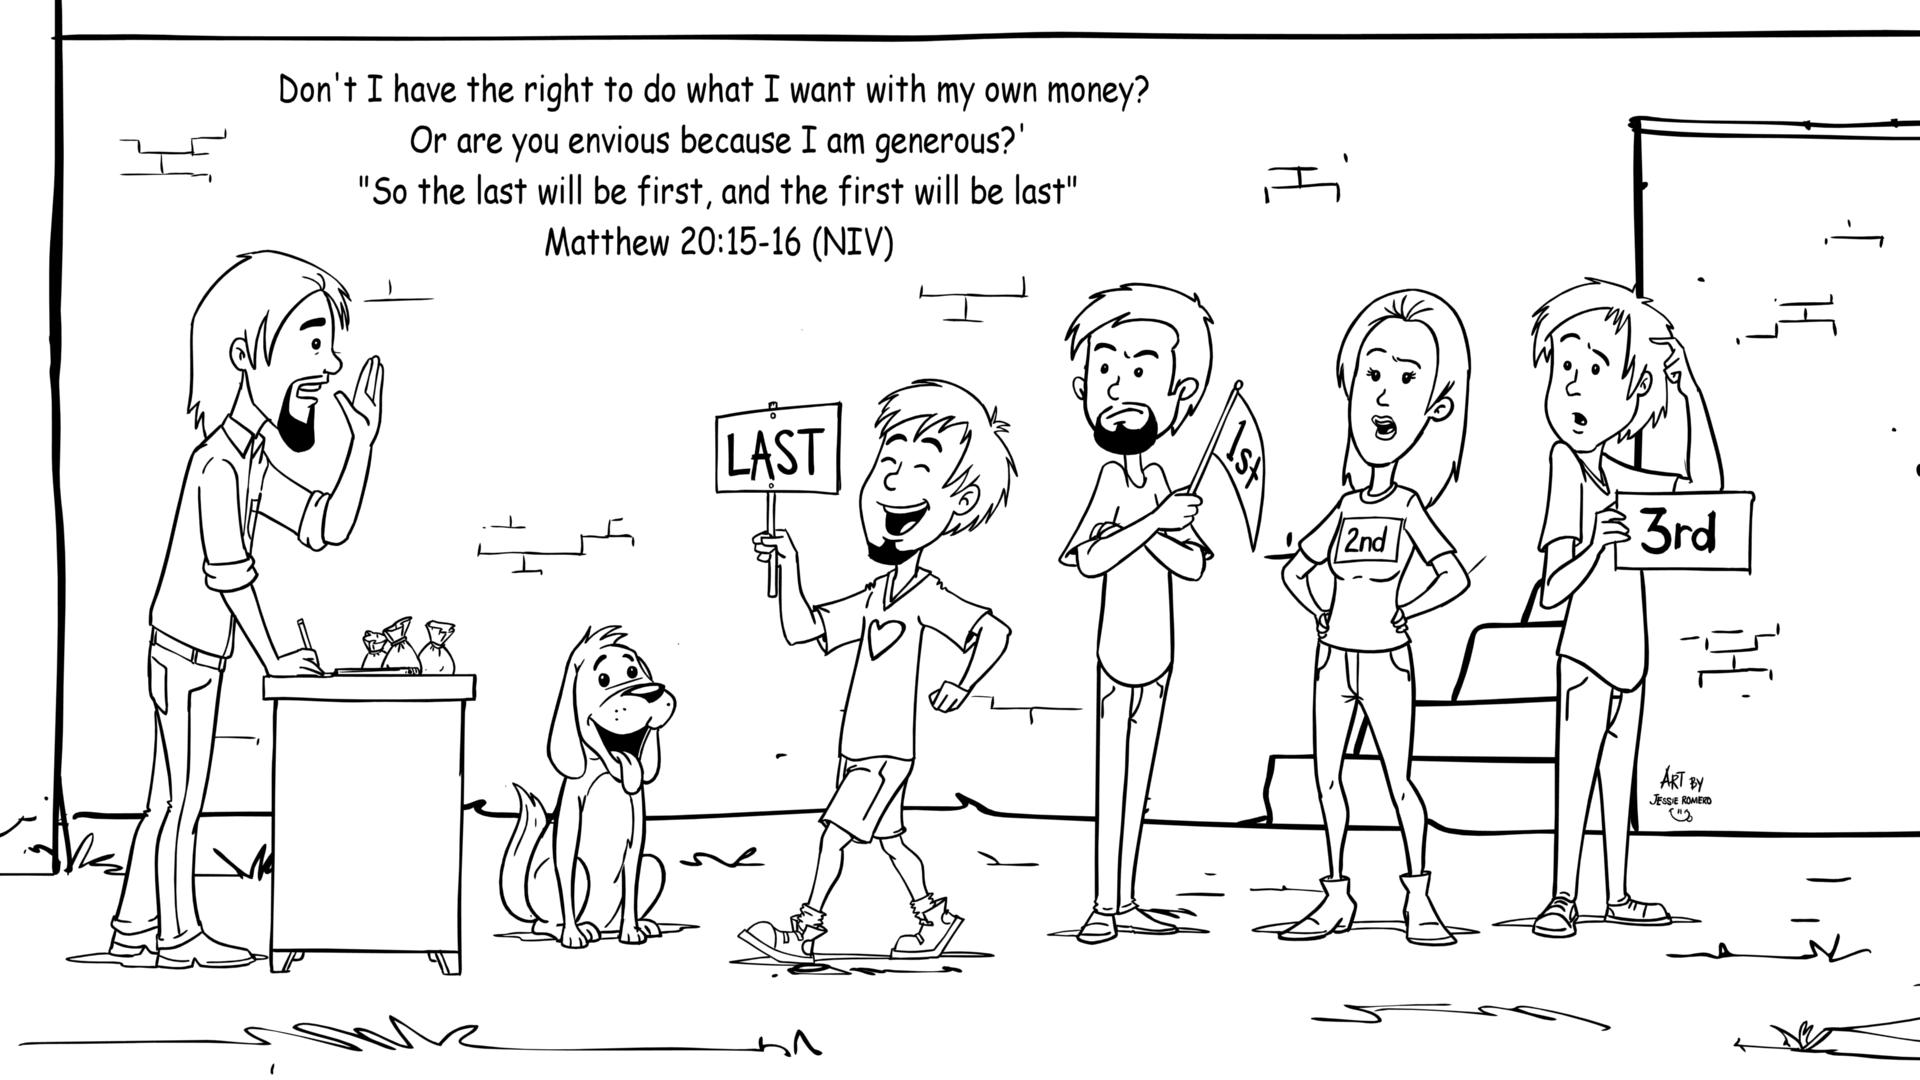 Don't I have the right to do what I want with my own money?
Or are you envious because I am generous?'
"So the last will be first, and the first will be last"
Matthew 20:15-16 (NIV)
LAST
1st
2nd
3rd
ART BY
JESSIE ROMERO